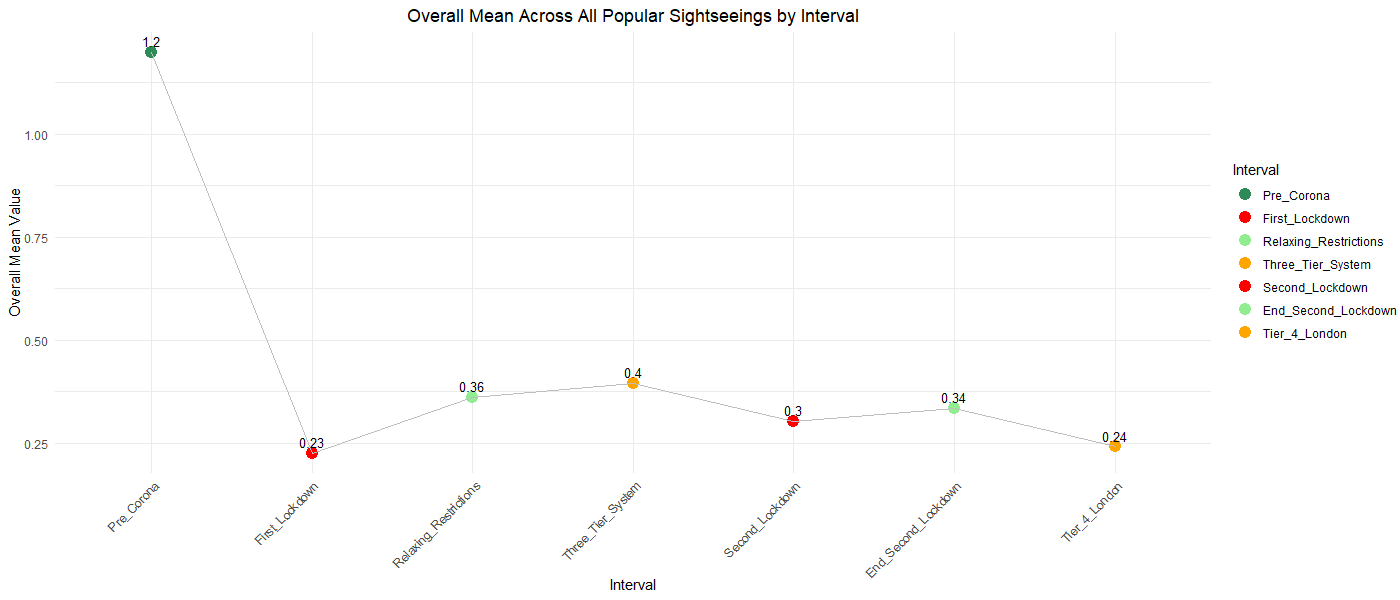 Overall Mean Across All Popular Sightseeings by Interval
Overall Mean Value
1.00
0.75
0.50
0.25
1.2
0.23
0.36
0.4
0.3
0.34
0.24
Pre_Corona
First_Lockdown
Relaxing_Restrictions
Three_Tier_System
Second_Lockdown
End_Second_Lockdown
Tier_4_London
Interval
Interval
Pre_Corona
First_Lockdown
Relaxing_Restrictions
Three_Tier_System
Second_Lockdown
End_Second_Lockdown
Tier_4_London